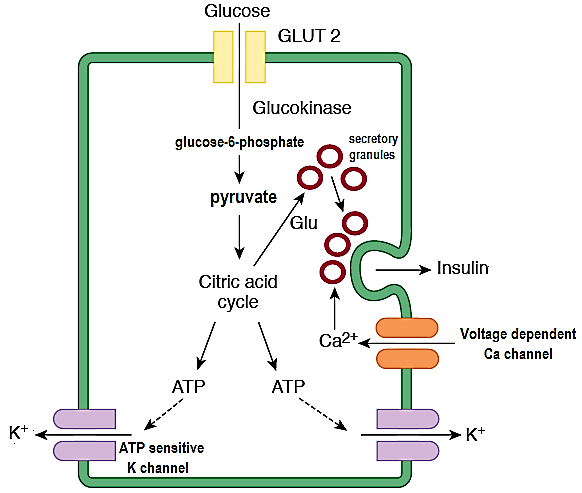 Glucose
GLUT 2
Glucokinase
glucose-6-phosphate
secretory
granules
pyruvate
Glu
Citric acid
cycle
Insulin
Ca2+
Voltage dependent
Ca channel
ATP
ATP
K+
ATP sensitive
K channel
K+